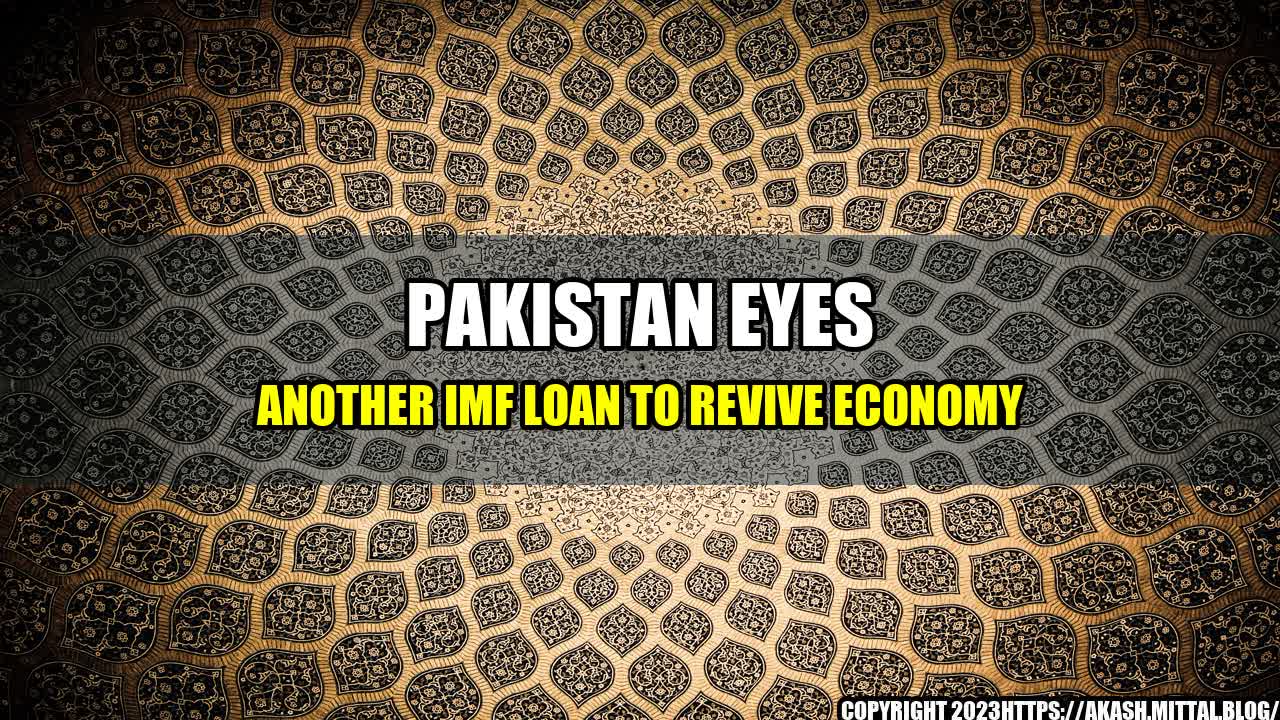 PAKISTAN EYES
ANOTHER IMF LOAN TO REVIVE ECONOMY
COPYRIGHT 2023HTTPS://AKASH.MITTAL.BLOG/